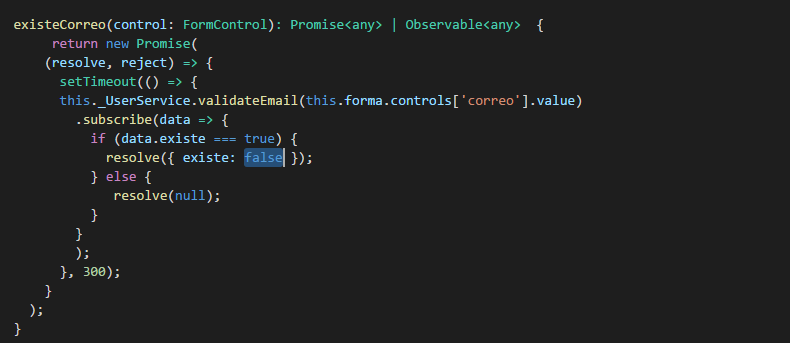 existeCorreo(control: FormControl): Promise<any> | Observable<any>  {
     return new Promise(
    (resolve, reject) => {
      setTimeout(() => {
      this._UserService.validateEmail(this.forma.controls['correo'].value)
        .subscribe(data => {
          if (data.existe === true) {
            resolve({ existe: false });
          } else {
             resolve(null);
          }
        }
        );
      }, 300);
    }
  );
}